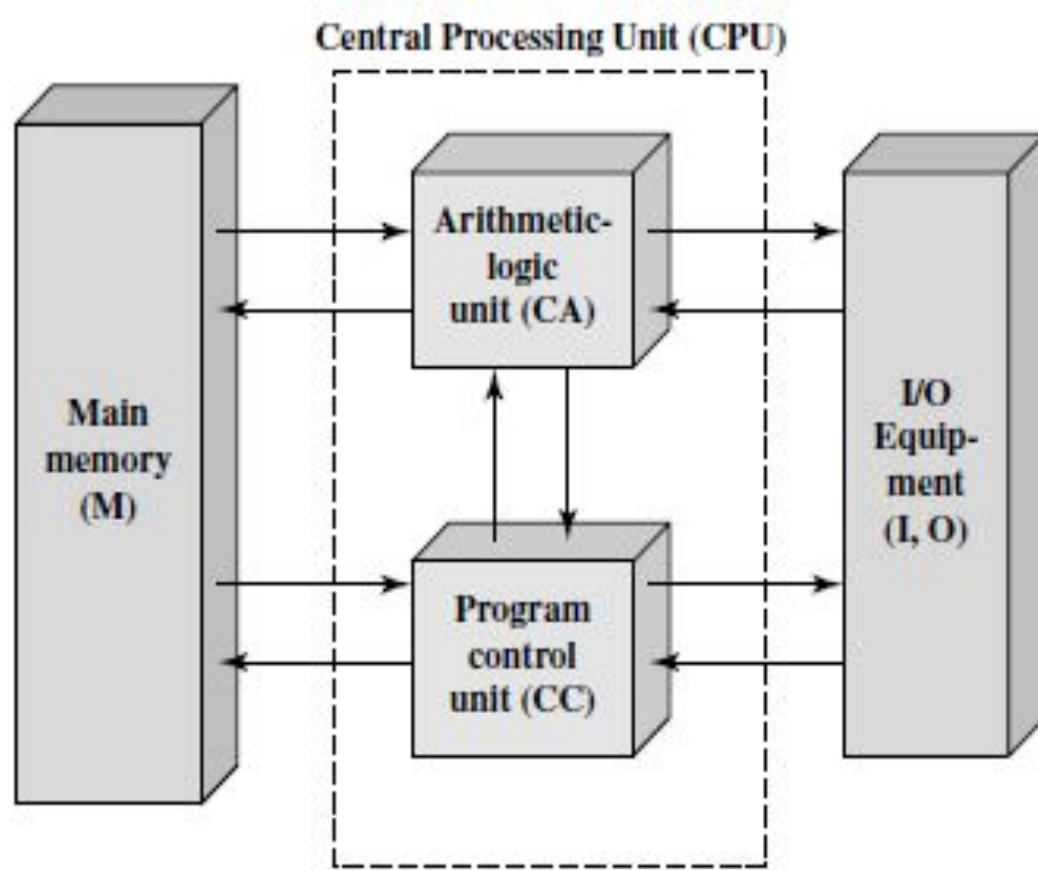 Central Processing Unit (CPU)
Arithmetic-
logic
unit (CA)
Main
memory
(M)
I/O
Equip-
ment
(I, O)
Program
control
unit (CC)